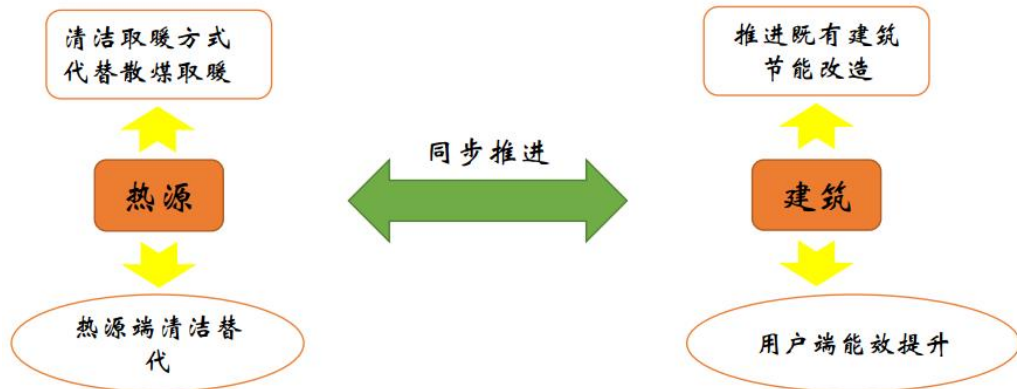 清洁取暖方式
代替散煤取暖
推进既有建筑
节能改造
同步推进
热源
建筑
热源端清洁替
代
用户端能效提升